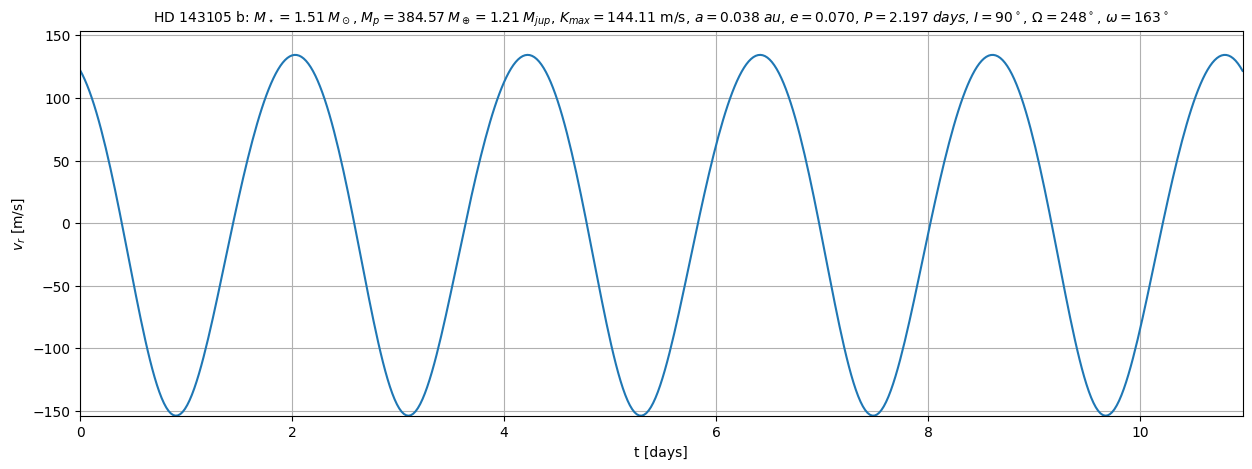 HD 143105 b: M⋆ = 1.51 M⊙, Mp = 384.57 M⊕ = 1.21 Mjup, Kmax = 144.11 m/s, a = 0.038 au, e = 0.070, P = 2.197 days, I = 90°, Ω = 248°, ω = 163°
150
100
50
0
−50
−100
−150
vr [m/s]
0 2 4 6 8 10
t [days]